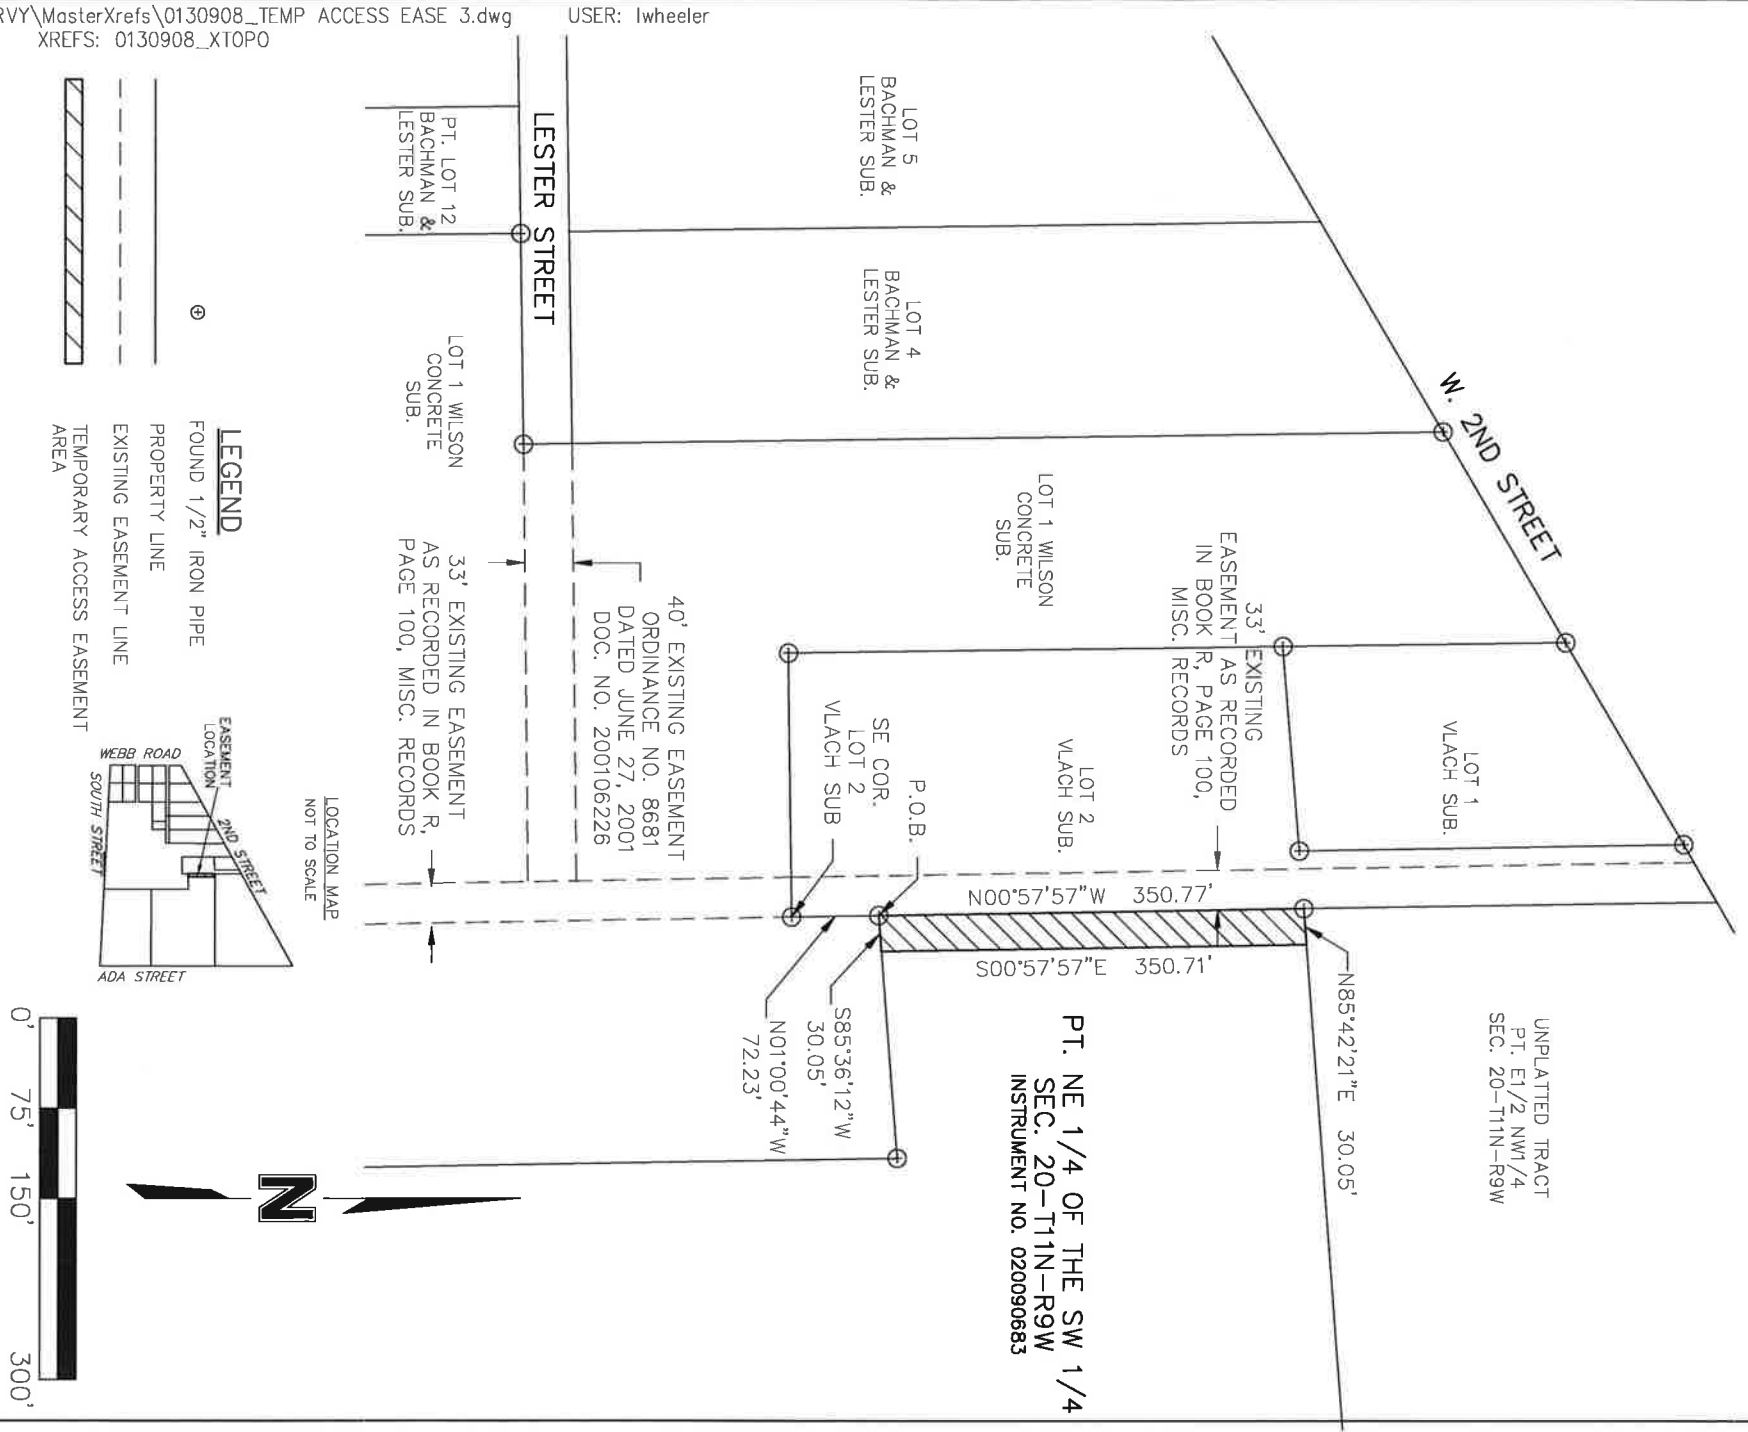 RVY\MasterXrefs\0130908_TEMP ACCESS EASE 3.dwg USER: lwheeler
XREFS: 0130908_XTOPO
W. 2ND STREET
LOT 5
BACHMAN &
LESTER SUB.
LOT 4
BACHMAN &
LESTER SUB.
LESTER STREET
PT. LOT 12
BACHMAN &
LESTER SUB.
LOT 1 WILSON
CONCRETE
SUB.
LOT 1 WILSON
CONCRETE
SUB.
33' EXISTING
EASEMENT AS RECORDED
IN BOOK R, PAGE 100,
MISC. RECORDS
LOT 1
VLACH SUB.
LOT 2
VLACH SUB.
P.O.B.
SE COR.
LOT 2
VLACH SUB
40' EXISTING EASEMENT
ORDINANCE NO. 8681
DATED JUNE 27, 2001
DOC. NO. 200106226
33' EXISTING EASEMENT
AS RECORDED IN BOOK R,
PAGE 100, MISC. RECORDS
N00°57'57"W 350.77'
S00°57'57"E 350.71'
N85°42'21"E 30.05'
S85°36'12"W
30.05'
N01°00'44"W
72.23'
UNPLATTED TRACT
PT. E1/2 NW1/4
SEC. 20-T11N-R9W
PT. NE 1/4 OF THE SW 1/4
SEC. 20-T11N-R9W
INSTRUMENT NO. 020090683
LEGEND
FOUND 1/2" IRON PIPE
PROPERTY LINE
EXISTING EASEMENT LINE
TEMPORARY ACCESS EASEMENT
AREA
LOCATION MAP
NOT TO SCALE
EASEMENT
LOCATION
WEBB ROAD
SOUTH STREET
2ND STREET
ADA STREET
N
0' 75' 150' 300'